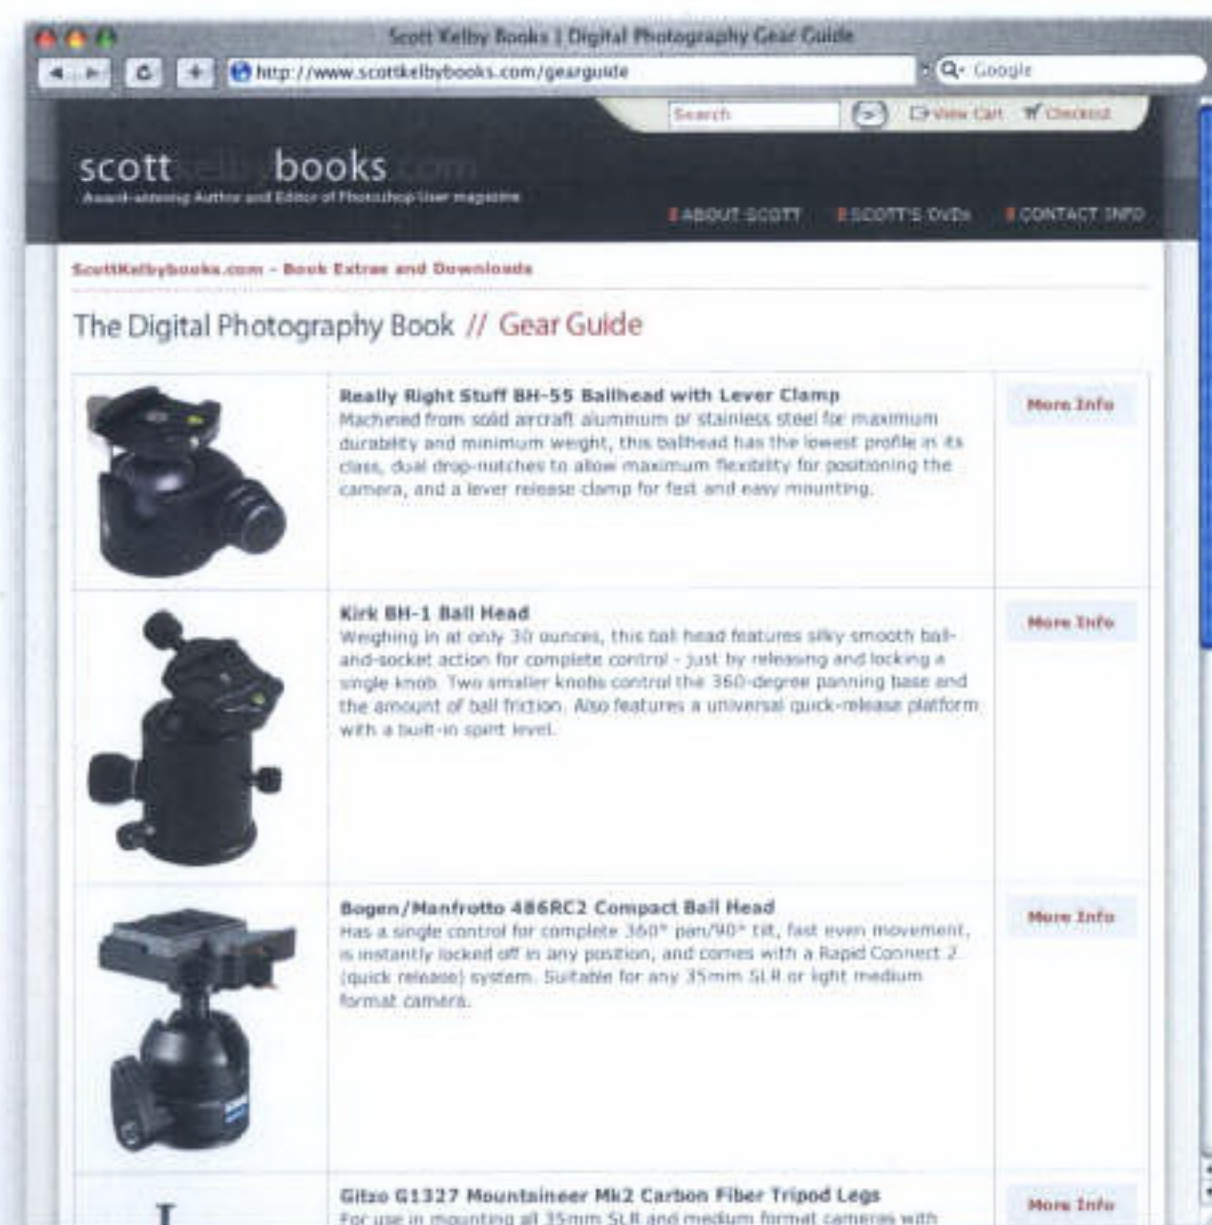 Scott Kelby Books | Digital Photography Gear Guide
http://www.scottkelbybooks.com/gearguide
Google
Search
View Cart
Checkout
scottkelbybooks.com
Award-winning Author and Editor of Photoshop User magazine
ABOUT SCOTT
SCOTT'S DVDs
CONTACT INFO
ScottKelbybooks.com - Book Extras and Downloads
The Digital Photography Book // Gear Guide
Really Right Stuff BH-55 Ballhead with Lever Clamp
More Info
Machined from solid aircraft aluminum or stainless steel for maximum
durability and minimum weight, this ballhead has the lowest profile in its
class, dual drop-notches to allow maximum flexibility for positioning the
camera, and a lever release clamp for fast and easy mounting.
Kirk BH-1 Ball Head
More Info
Weighing in at only 30 ounces, this ball head features silky smooth ball-
and-socket action for complete control - just by releasing and locking a
single knob. Two smaller knobs control the 360-degree panning base and
the amount of ball friction. Also features a universal quick-release platform
with a built-in spirit level.
Bogen/Manfrotto 486RC2 Compact Ball Head
More Info
Has a single control for complete 360° pan/90° tilt, fast even movement,
is instantly locked off in any position, and comes with a Rapid Connect 2
(quick release) system. Suitable for any 35mm SLR or light medium
format camera.
Gitzo G1327 Mountaineer Mk2 Carbon Fiber Tripod Legs
More Info
For use in mounting all 35mm SLR and medium format cameras with